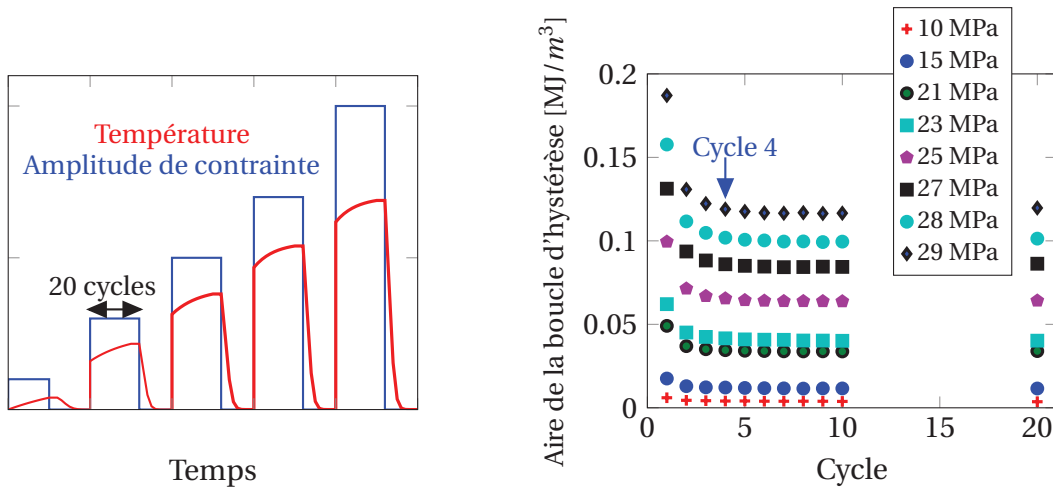 Température
Amplitude de contrainte
20 cycles
Temps
Aire de la boucle d'hystérèse [MJ/m³]
0.2
0.15
0.1
0.05
0
0
5
10
15
20
Cycle
Cycle 4
10 MPa
15 MPa
21 MPa
23 MPa
25 MPa
27 MPa
28 MPa
29 MPa